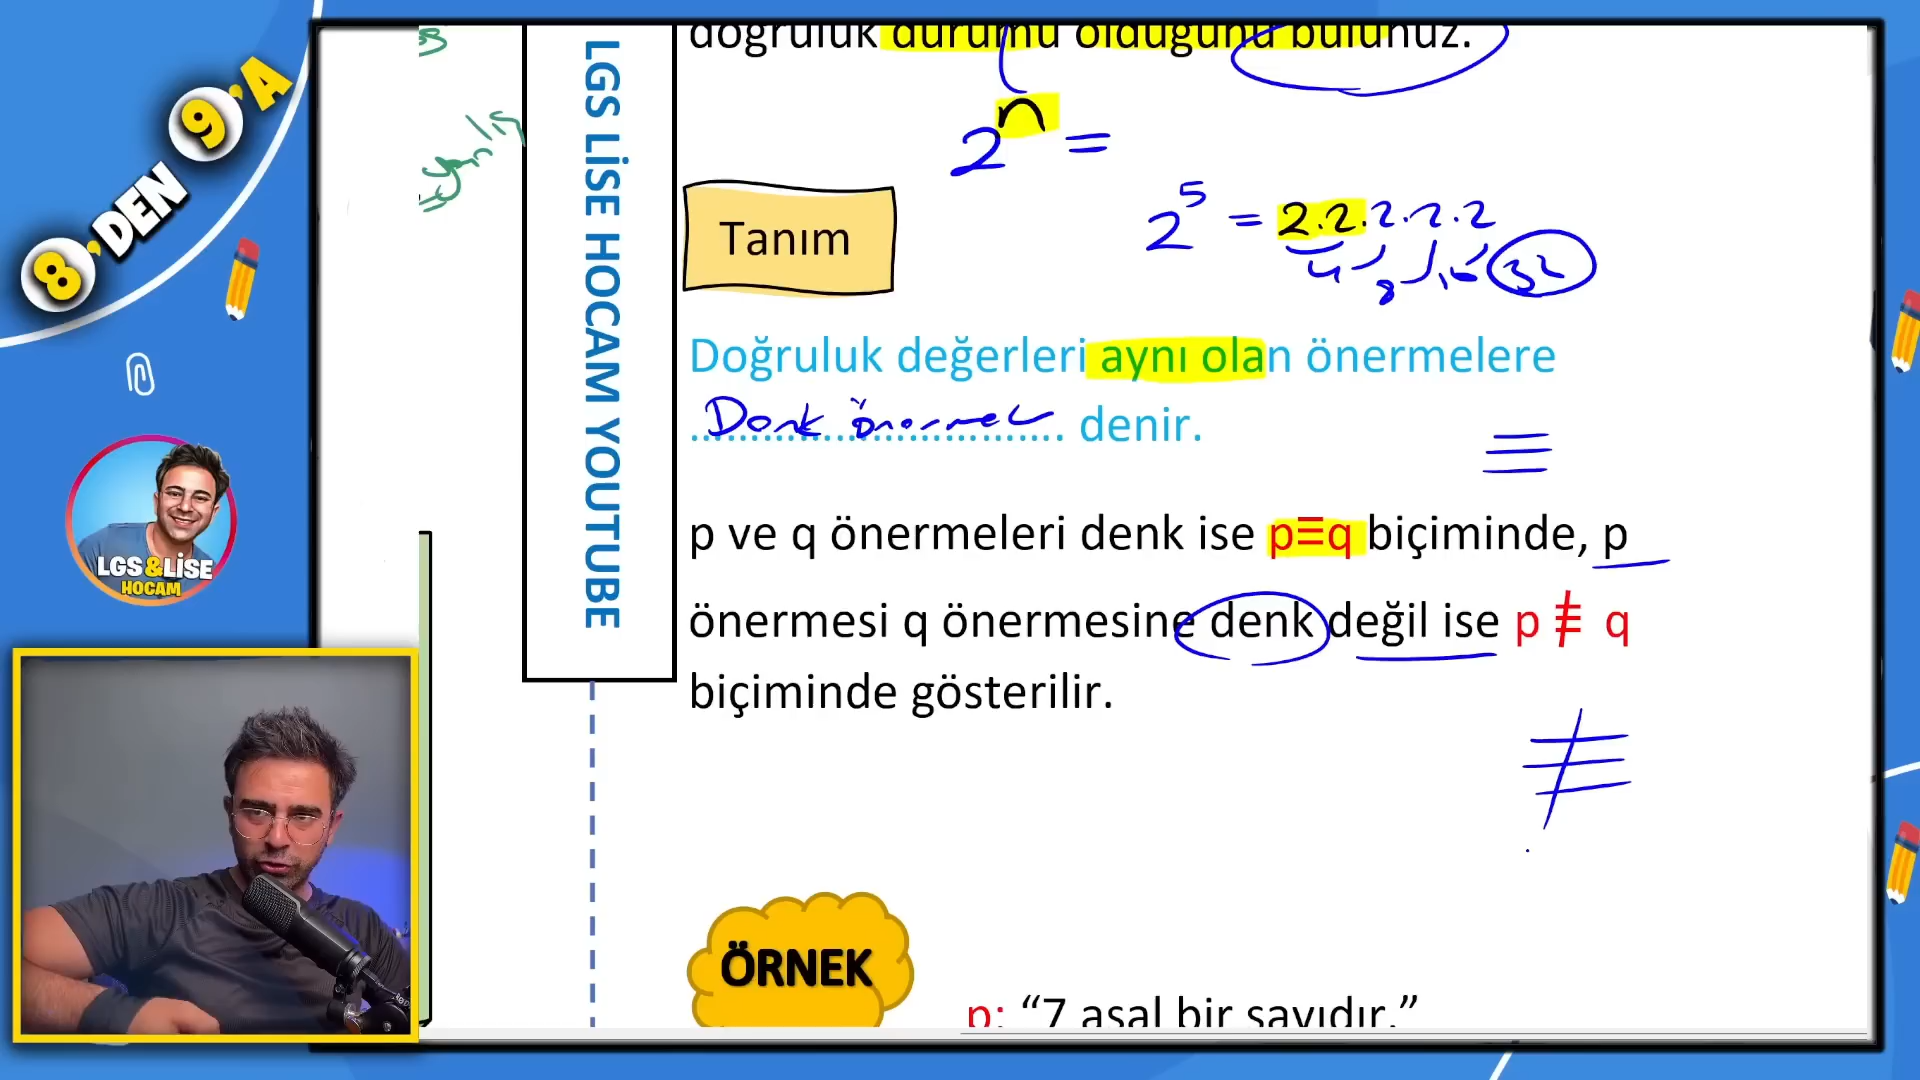 8'DEN 9'A
LGS&LİSE
HOCAM
LGS LİSE HOCAM YOUTUBE
doğruluk durumu olduğunu bulunuz.
2ⁿ =
2⁵ = 2.2.2.2.2
4 8 16 32
Tanım
Doğruluk değerleri aynı olan önermelere
Denk önermel denir.
≡
p ve q önermeleri denk ise p≡q biçiminde, p
önermesi q önermesine denk değil ise p ≢ q
biçiminde gösterilir.
≢
ÖRNEK
p: “7 asal bir sayıdır.”